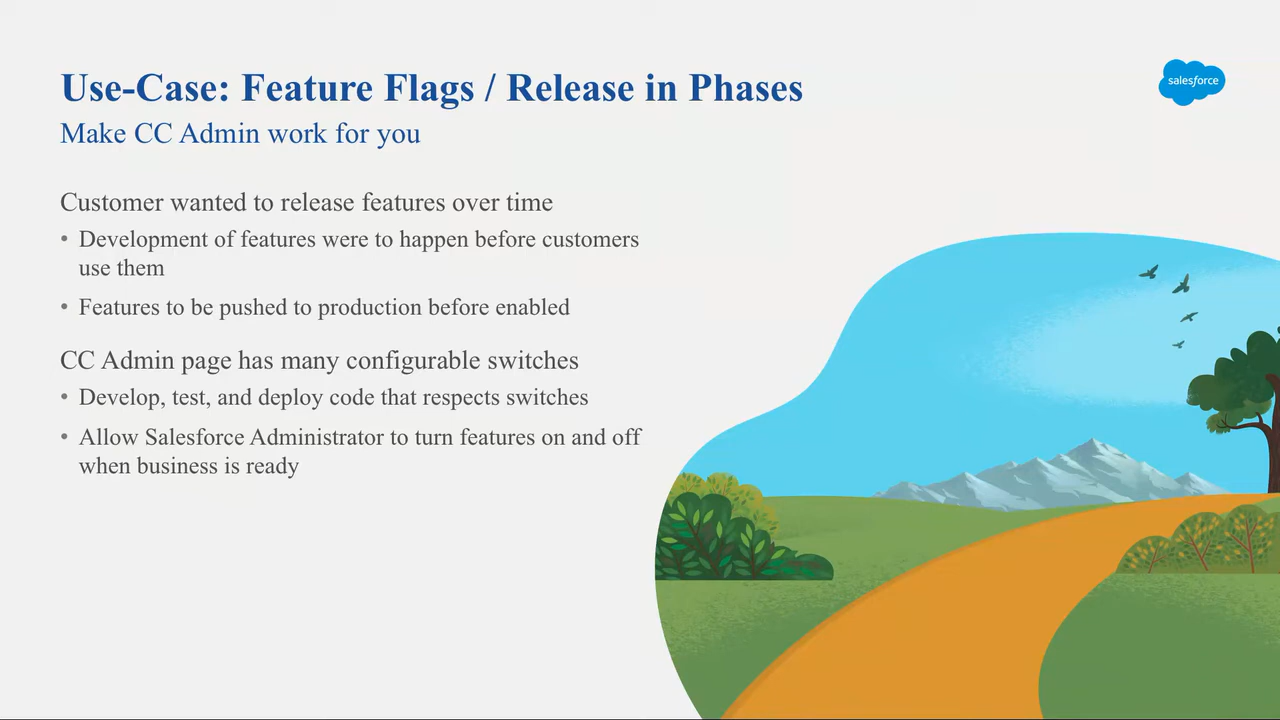 Use-Case: Feature Flags / Release in Phases
salesforce
Make CC Admin work for you
Customer wanted to release features over time
• Development of features were to happen before customers
use them
• Features to be pushed to production before enabled
CC Admin page has many configurable switches
• Develop, test, and deploy code that respects switches
• Allow Salesforce Administrator to turn features on and off
when business is ready